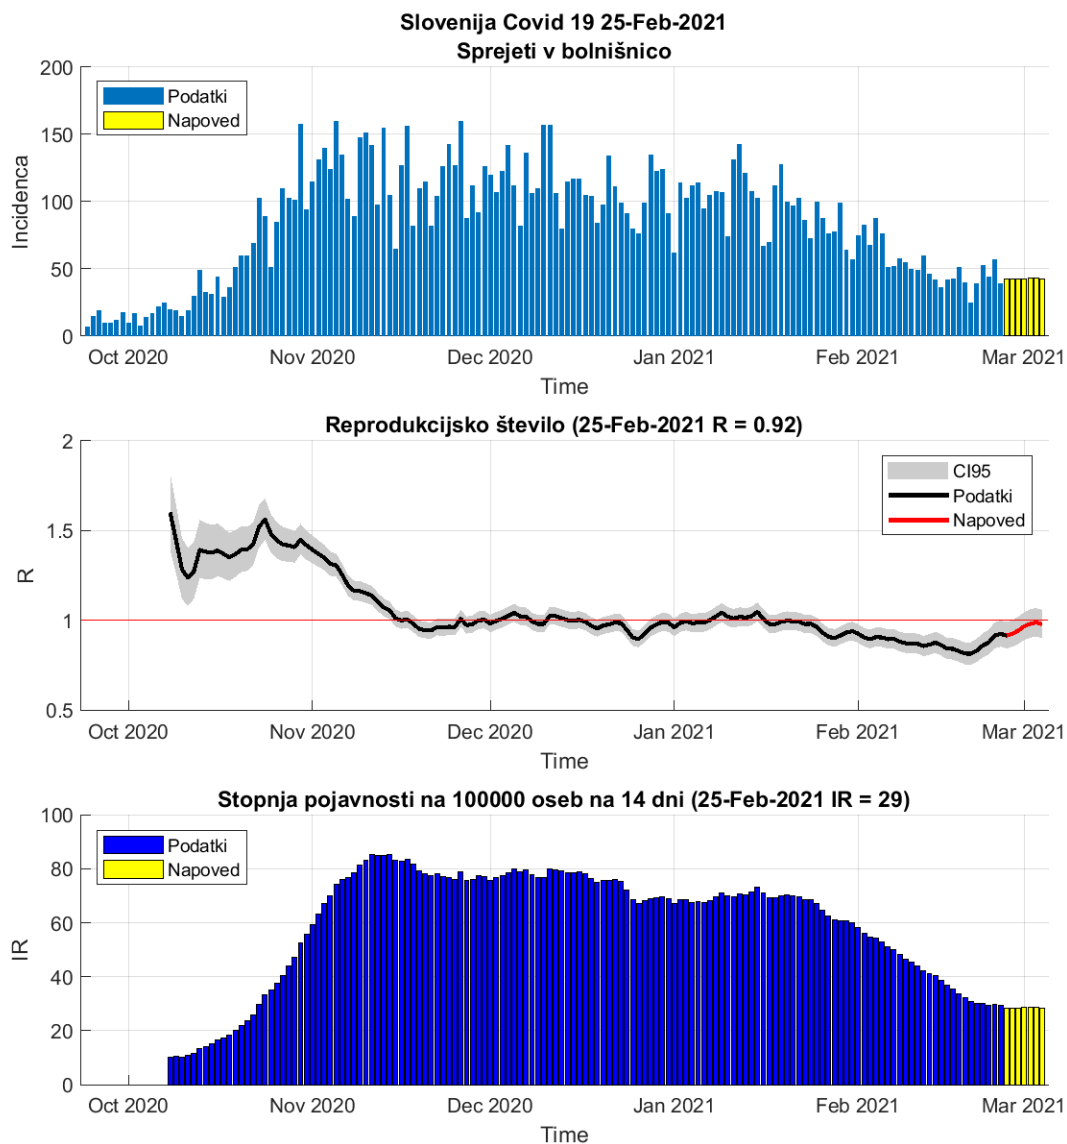 Slovenija Covid 19 25-Feb-2021
Sprejeti v bolnišnico
200
150
100
50
0
Incidenca
Podatki
Napoved
Oct 2020 Nov 2020 Dec 2020 Jan 2021 Feb 2021 Mar 2021
Time
Reprodukcijsko število (25-Feb-2021 R = 0.92)
2
1.5
1
0.5
R
CI95
Podatki
Napoved
Oct 2020 Nov 2020 Dec 2020 Jan 2021 Feb 2021 Mar 2021
Time
Stopnja pojavnosti na 100000 oseb na 14 dni (25-Feb-2021 IR = 29)
100
80
60
40
20
0
IR
Podatki
Napoved
Oct 2020 Nov 2020 Dec 2020 Jan 2021 Feb 2021 Mar 2021
Time